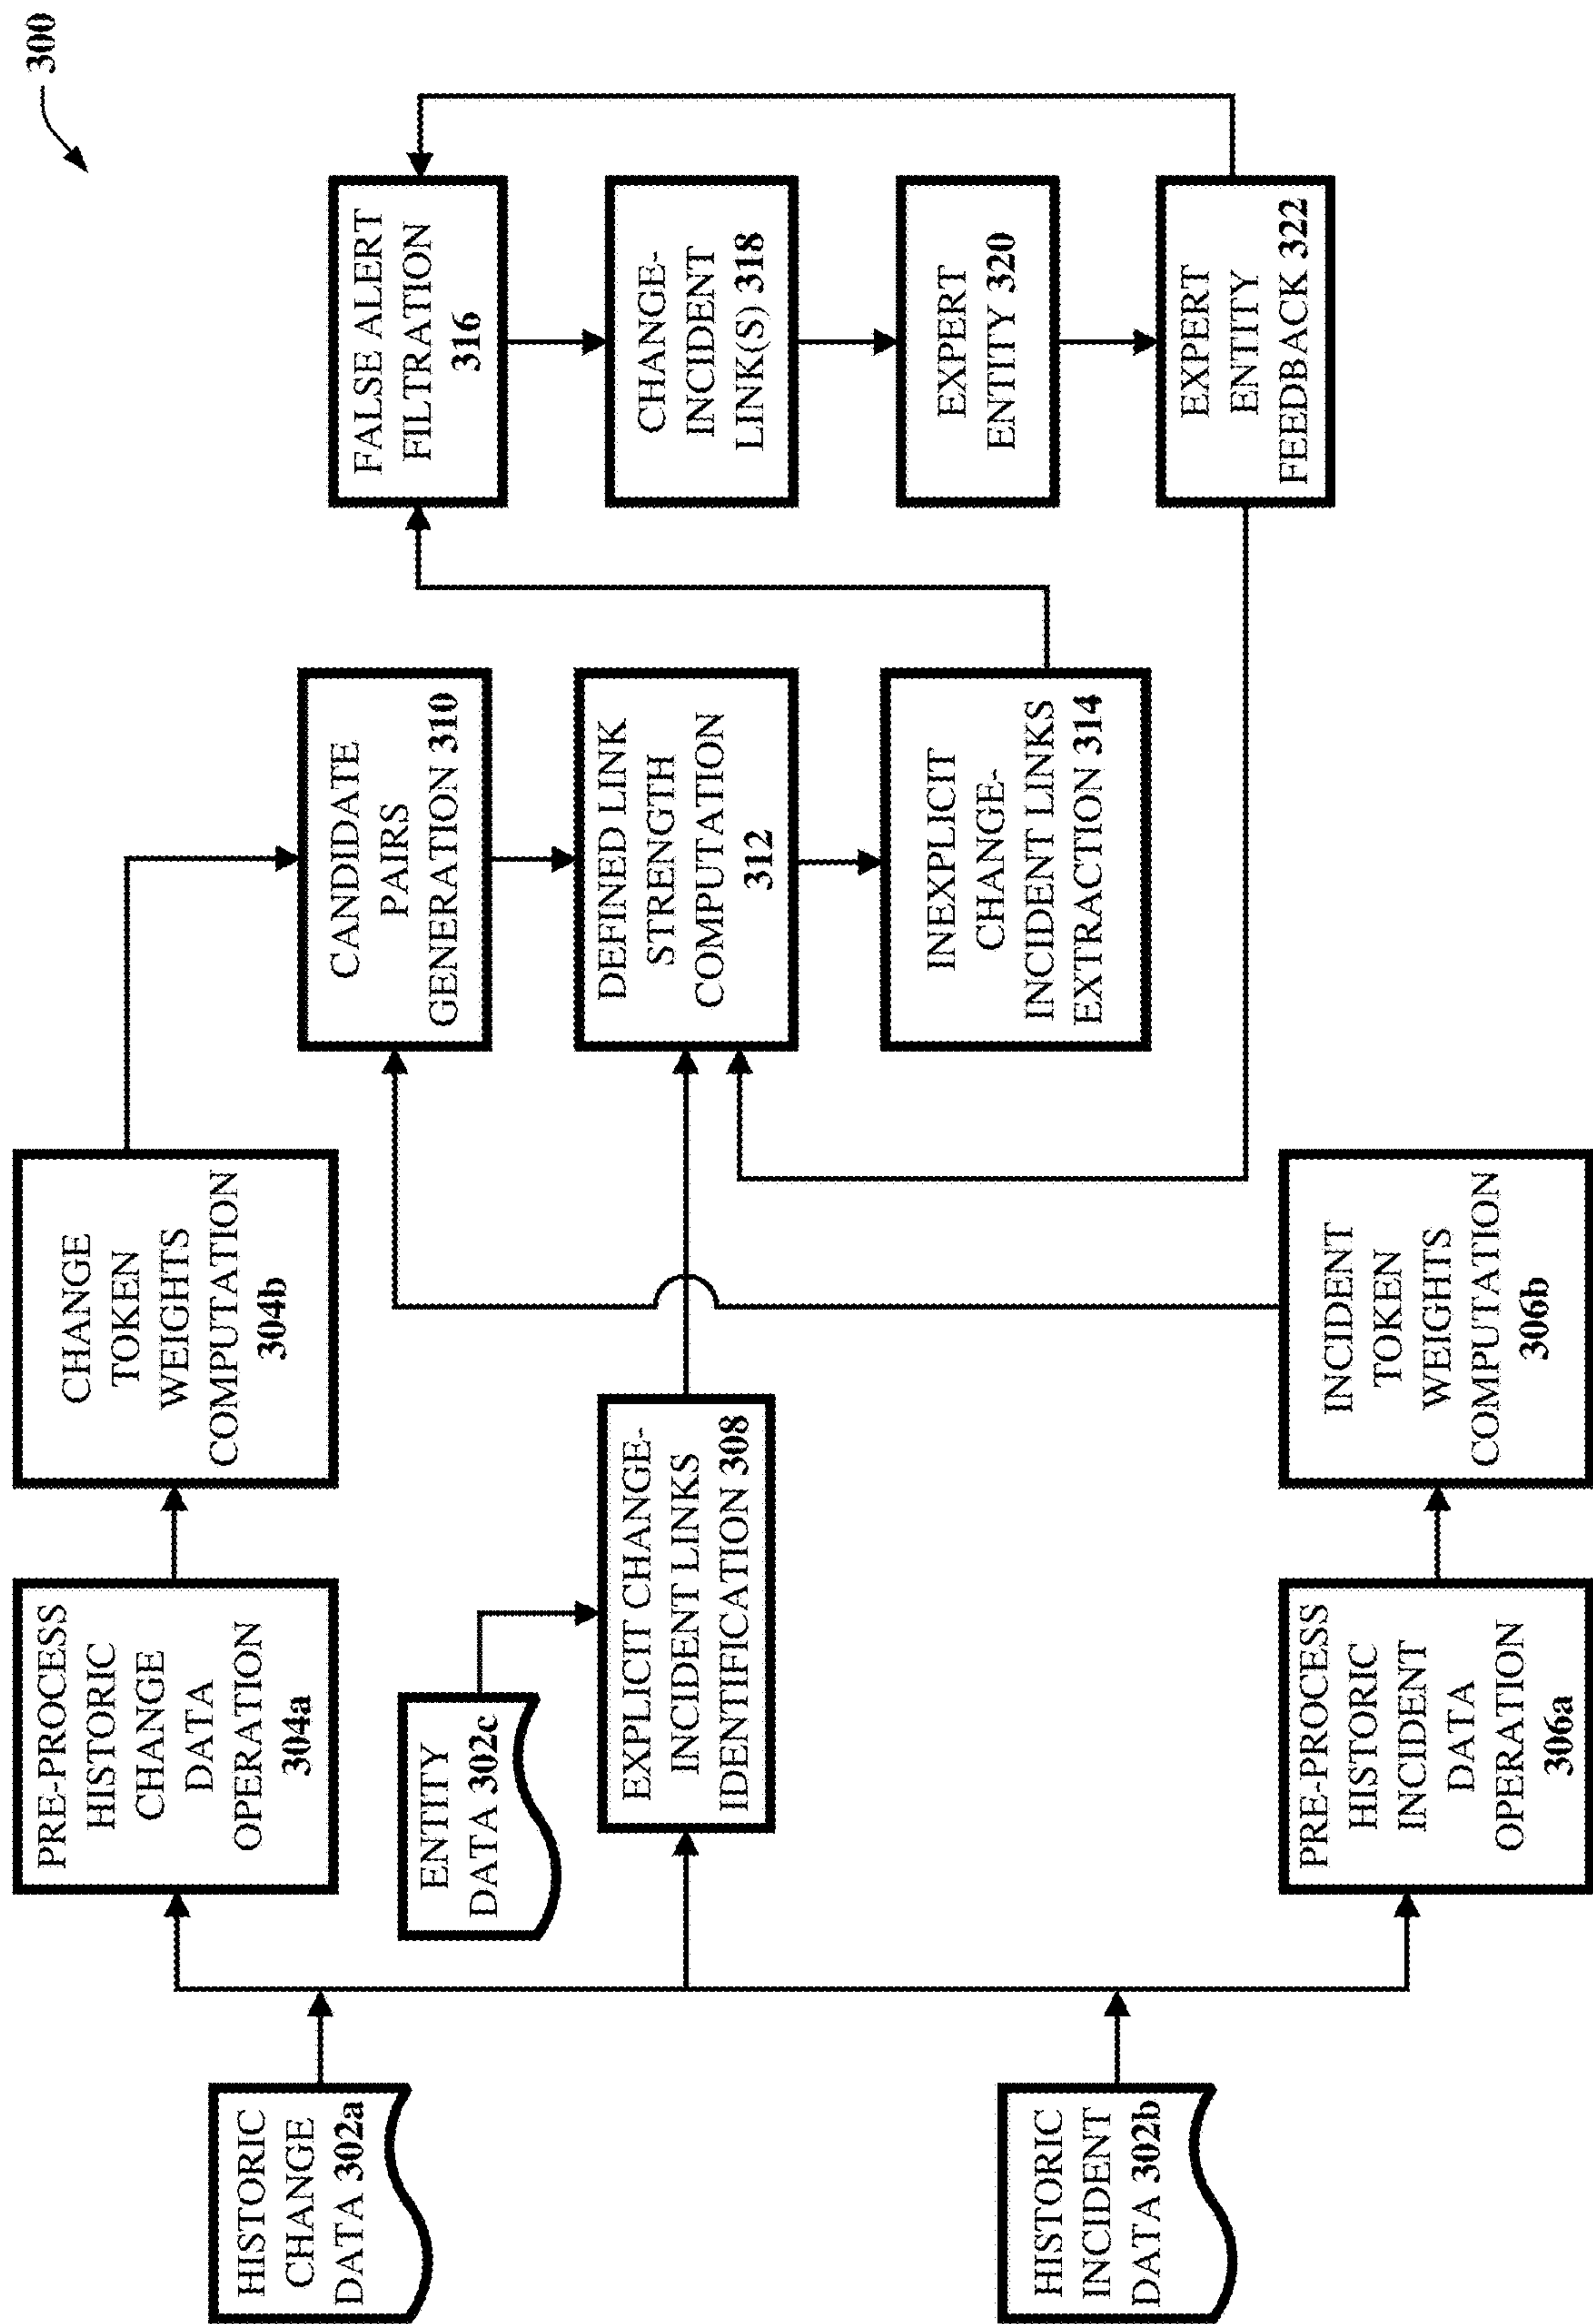 300
HISTORIC
CHANGE
DATA 302a
HISTORIC
INCIDENT
DATA 302b
PRE-PROCESS
HISTORIC
CHANGE
DATA
OPERATION
304a
CHANGE
TOKEN
WEIGHTS
COMPUTATION
304b
ENTITY
DATA 302c
EXPLICIT CHANGE-
INCIDENT LINKS
IDENTIFICATION 308
PRE-PROCESS
HISTORIC
INCIDENT
DATA
OPERATION
306a
INCIDENT
TOKEN
WEIGHTS
COMPUTATION
306b
CANDIDATE
PAIRS
GENERATION 310
DEFINED LINK
STRENGTH
COMPUTATION
312
INEXPLICIT
CHANGE-
INCIDENT LINKS
EXTRACTION 314
FALSE ALERT
FILTRATION
316
CHANGE-
INCIDENT
LINK(S) 318
EXPERT
ENTITY 320
EXPERT
ENTITY
FEEDBACK 322